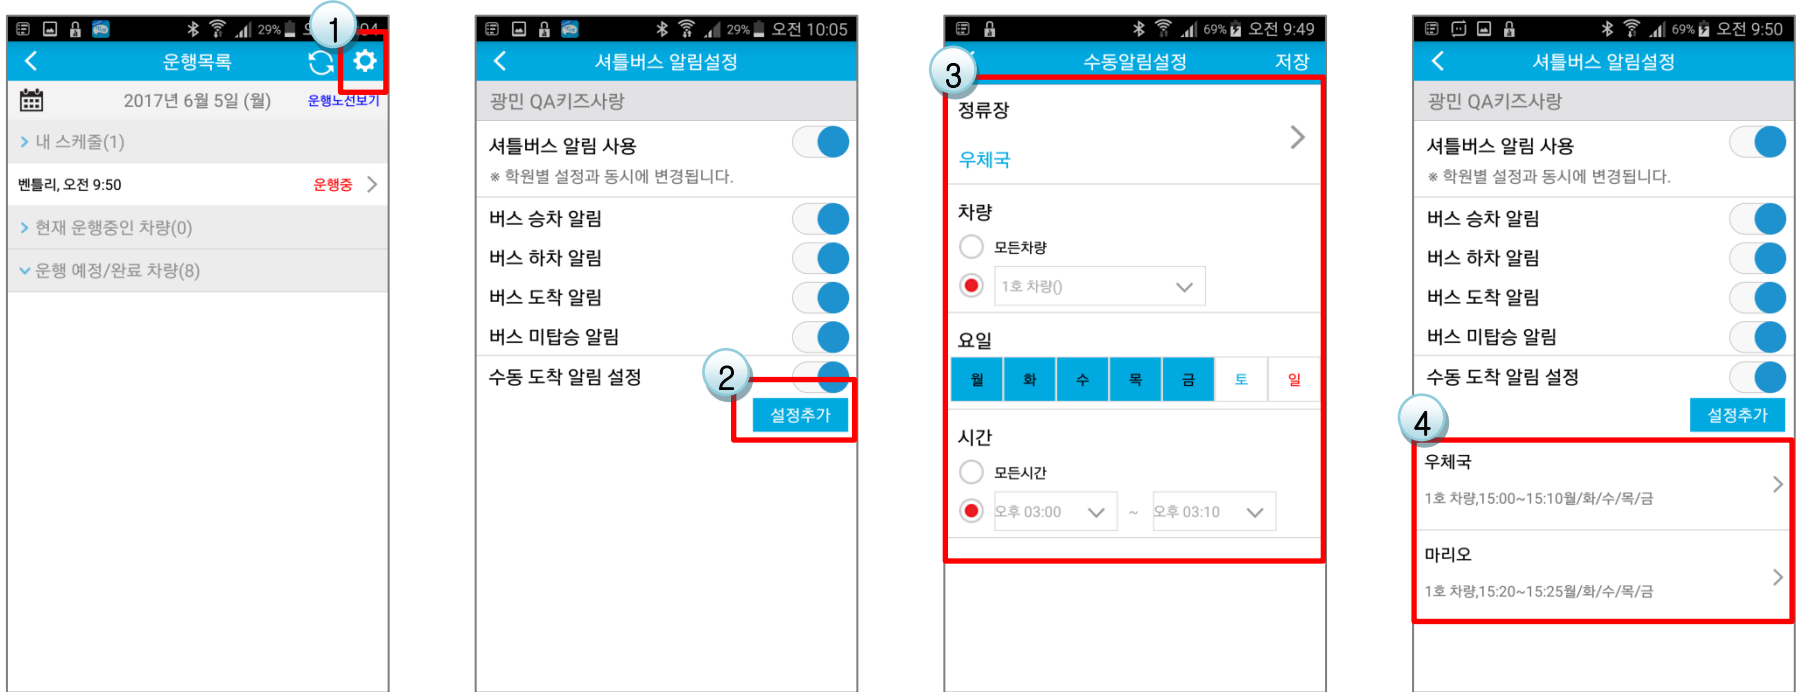 1
29%
04
운행목록
2017년 6월 5일 (월)
운행노선보기
내 스케줄(1)
벤틀리, 오전 9:50
운행중
현재 운행중인 차량(0)
운행 예정/완료 차량(8)
29% 오전 10:05
셔틀버스 알림설정
광민 QA키즈사랑
셔틀버스 알림 사용
※ 학원별 설정과 동시에 변경됩니다.
버스 승차 알림
버스 하차 알림
버스 도착 알림
버스 미탑승 알림
수동 도착 알림 설정
2
설정추가
69% 오전 9:49
3
수동알림설정
저장
정류장
우체국
차량
모든차량
1호 차량()
요일
월 화 수 목 금 토 일
시간
모든시간
오후 03:00 ~ 오후 03:10
69% 오전 9:50
셔틀버스 알림설정
광민 QA키즈사랑
셔틀버스 알림 사용
※ 학원별 설정과 동시에 변경됩니다.
버스 승차 알림
버스 하차 알림
버스 도착 알림
버스 미탑승 알림
수동 도착 알림 설정
설정추가
4
우체국
1호 차량,15:00~15:10월/화/수/목/금
마리오
1호 차량,15:20~15:25월/화/수/목/금